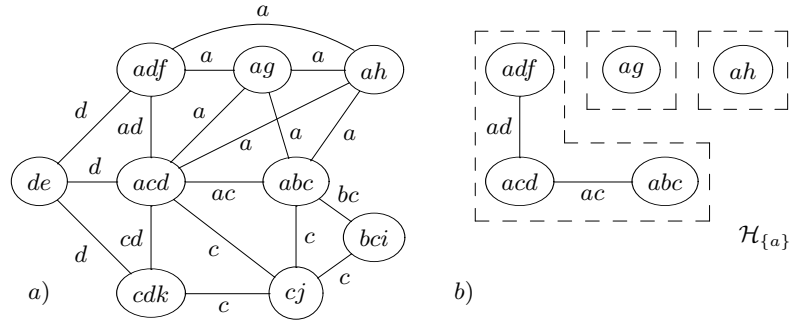 a
adf a ag a ah
adf ag ah
d ad a a a a
ad
de d acd ac abc
acd ac abc
bc
d cd c c bci
c
H{a}
a) cdk c cj b)